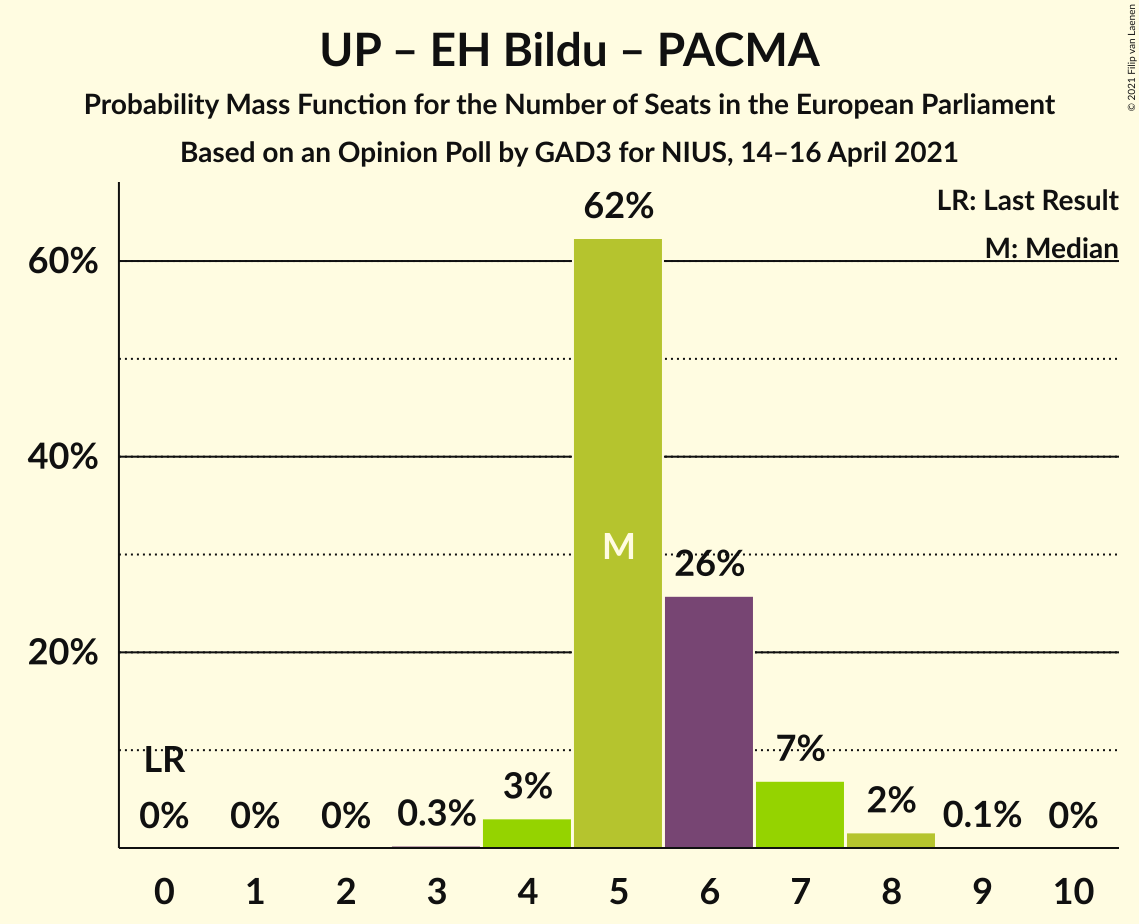 UP – EH Bildu – PACMA
Probability Mass Function for the Number of Seats in the European Parliament
Based on an Opinion Poll by GAD3 for NIUS, 14–16 April 2021
© 2021 Filip van Laenen
LR: Last Result
M: Median
60%
40%
20%
LR
0%
0%
0%
0.3%
3%
62%
M
26%
7%
2%
0.1%
0%
0 1 2 3 4 5 6 7 8 9 10